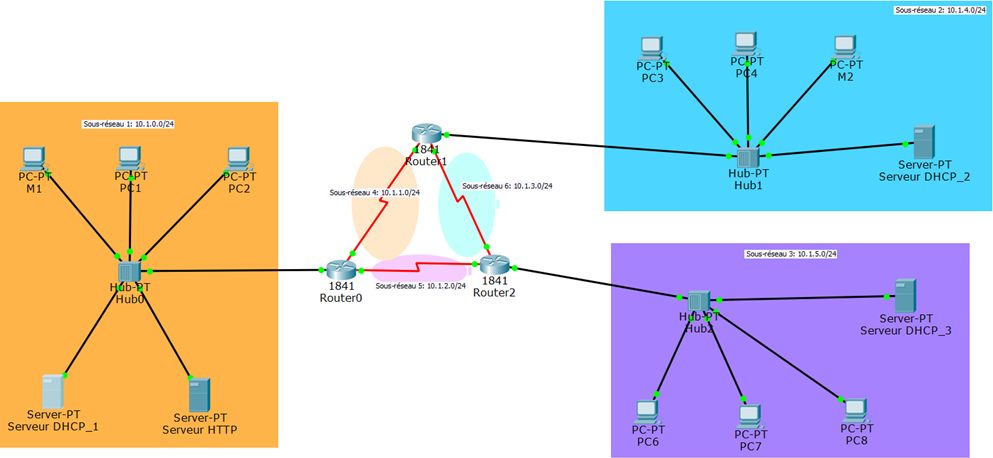 Sous-réseau 1: 10.1.0.0/24
PC-PT
M1
PC-PT
PC1
PC-PT
PC2
Hub-PT
Hub0
Server-PT
Serveur DHCP_1
Server-PT
Serveur HTTP
1841
Router1
Sous-réseau 4: 10.1.1.0/24
Sous-réseau 6: 10.1.3.0/24
1841
Router0
Sous-réseau 5: 10.1.2.0/24
1841
Router2
Sous-réseau 2: 10.1.4.0/24
PC-PT
PC3
PC-PT
PC4
PC-PT
M2
Hub-PT
Hub1
Server-PT
Serveur DHCP_2
Sous-réseau 3: 10.1.5.0/24
Hub-PT
Hub2
Server-PT
Serveur DHCP_3
PC-PT
PC6
PC-PT
PC7
PC-PT
PC8